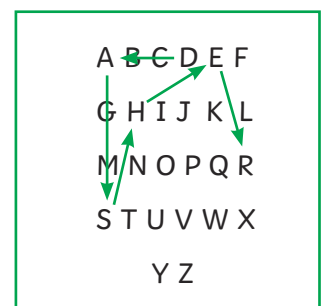 A B C D E F
G H I J K L
M N O P Q R
S T U V W X
Y Z